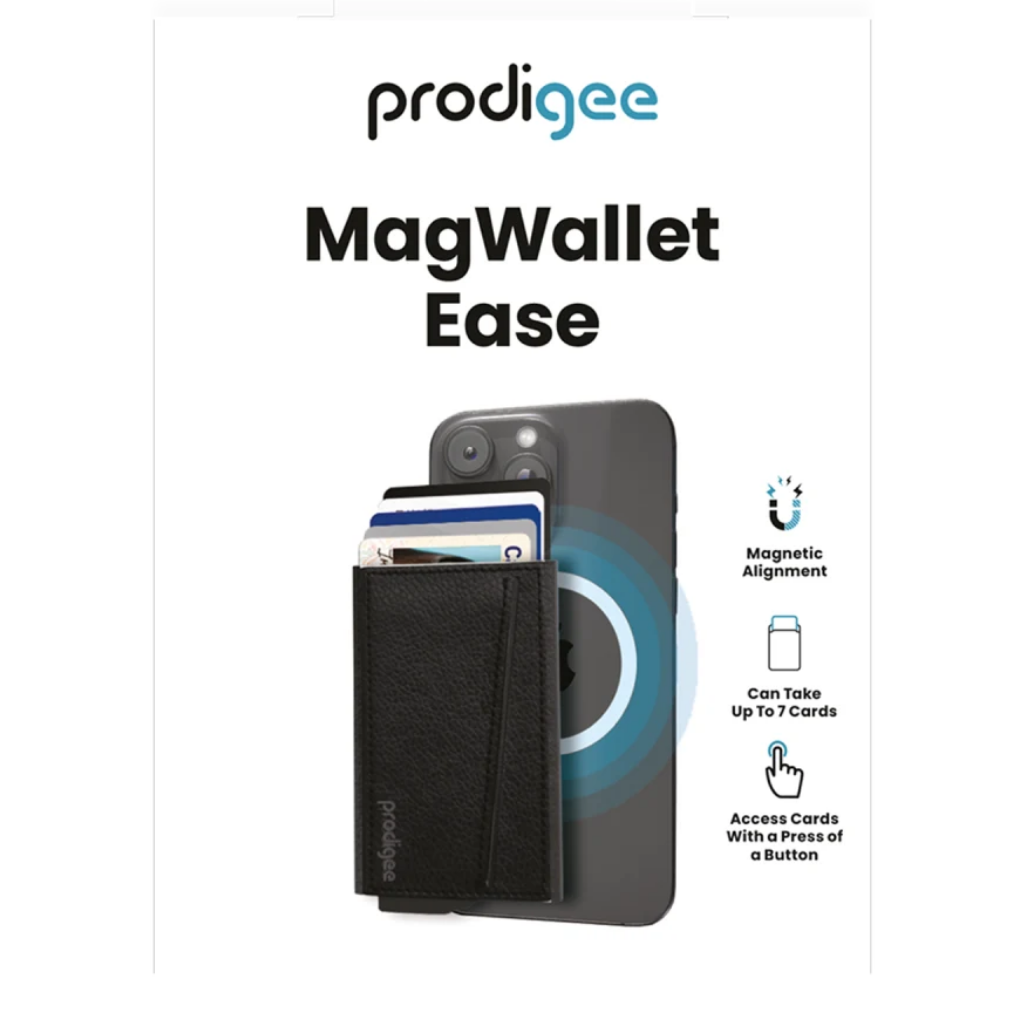 prodigee
MagWallet
Ease
prodigee
Magnetic
Alignment
Can Take
Up To 7 Cards
Access Cards
With a Press of
a Button